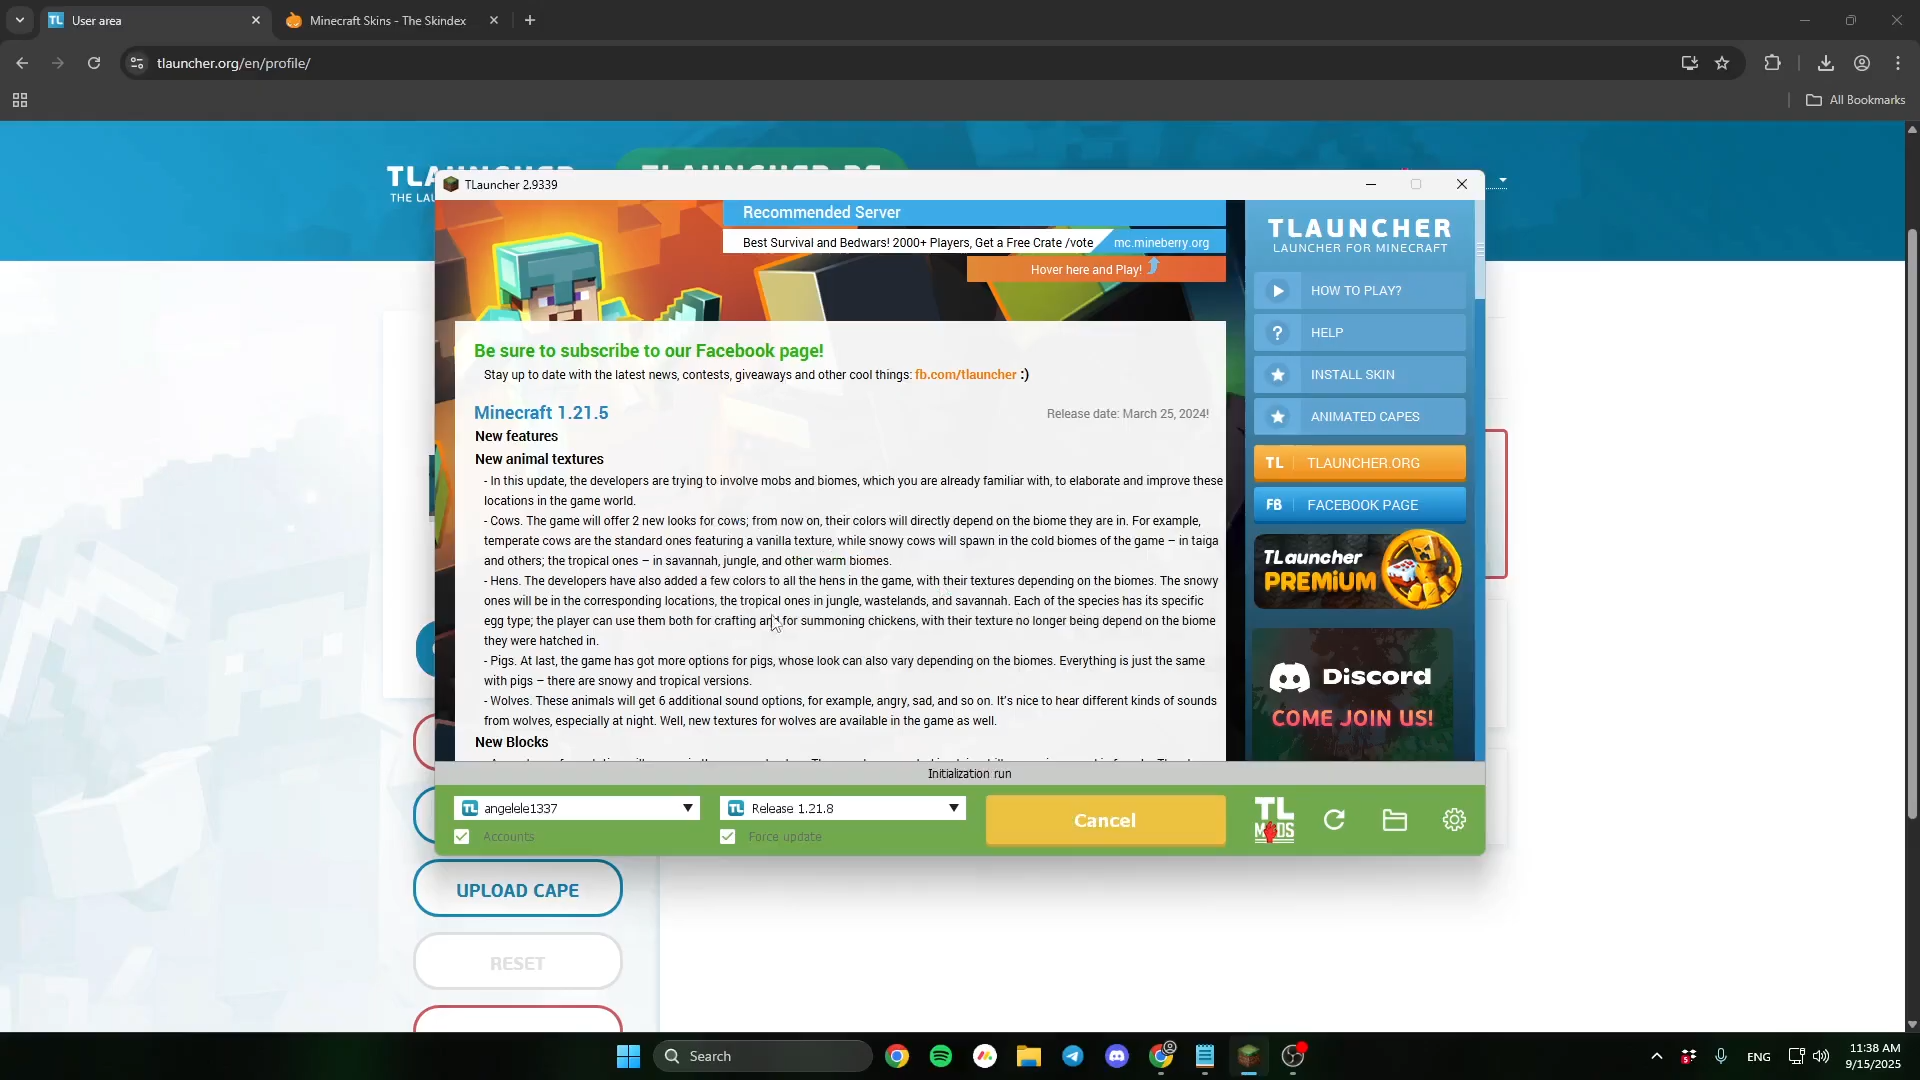 User area
Minecraft Skins - The Skindex
tlauncher.org/en/profile/
All Bookmarks
TLauncher 2.9339
Recommended Server
Best Survival and Bedwars! 2000+ Players, Get a Free Crate /vote
mc.mineberry.org
Hover here and Play!
TLAUNCHER
LAUNCHER FOR MINECRAFT
HOW TO PLAY?
HELP
INSTALL SKIN
ANIMATED CAPES
TL TLAUNCHER.ORG
FB FACEBOOK PAGE
TLauncher
PREMIUM
Discord
COME JOIN US!
Be sure to subscribe to our Facebook page!
Stay up to date with the latest news, contests, giveaways and other cool things: fb.com/tlauncher :)
Minecraft 1.21.5
Release date: March 25, 2024!
New features
New animal textures
- In this update, the developers are trying to involve mobs and biomes, which you are already familiar with, to elaborate and improve these
locations in the game world.
- Cows. The game will offer 2 new looks for cows; from now on, their colors will directly depend on the biome they are in. For example,
temperate cows are the standard ones featuring a vanilla texture, while snowy cows will spawn in the cold biomes of the game – in taiga
and others; the tropical ones – in savannah, jungle, and other warm biomes.
- Hens. The developers have also added a few colors to all the hens in the game, with their textures depending on the biomes. The snowy
ones will be in the corresponding locations, the tropical ones in jungle, wastelands, and savannah. Each of the species has its specific
egg type; the player can use them both for crafting and for summoning chickens, with their texture no longer being depend on the biome
they were hatched in.
- Pigs. At last, the game has got more options for pigs, whose look can also vary depending on the biomes. Everything is just the same
with pigs – there are snowy and tropical versions.
- Wolves. These animals will get 6 additional sound options, for example, angry, sad, and so on. It's nice to hear different kinds of sounds
from wolves, especially at night. Well, new textures for wolves are available in the game as well.
New Blocks
Initialization run
TL angelele1337
TL Release 1.21.8
Accounts
Force update
Cancel
TL
MODS
UPLOAD CAPE
RESET
Search
ENG
11:38 AM
9/15/2025